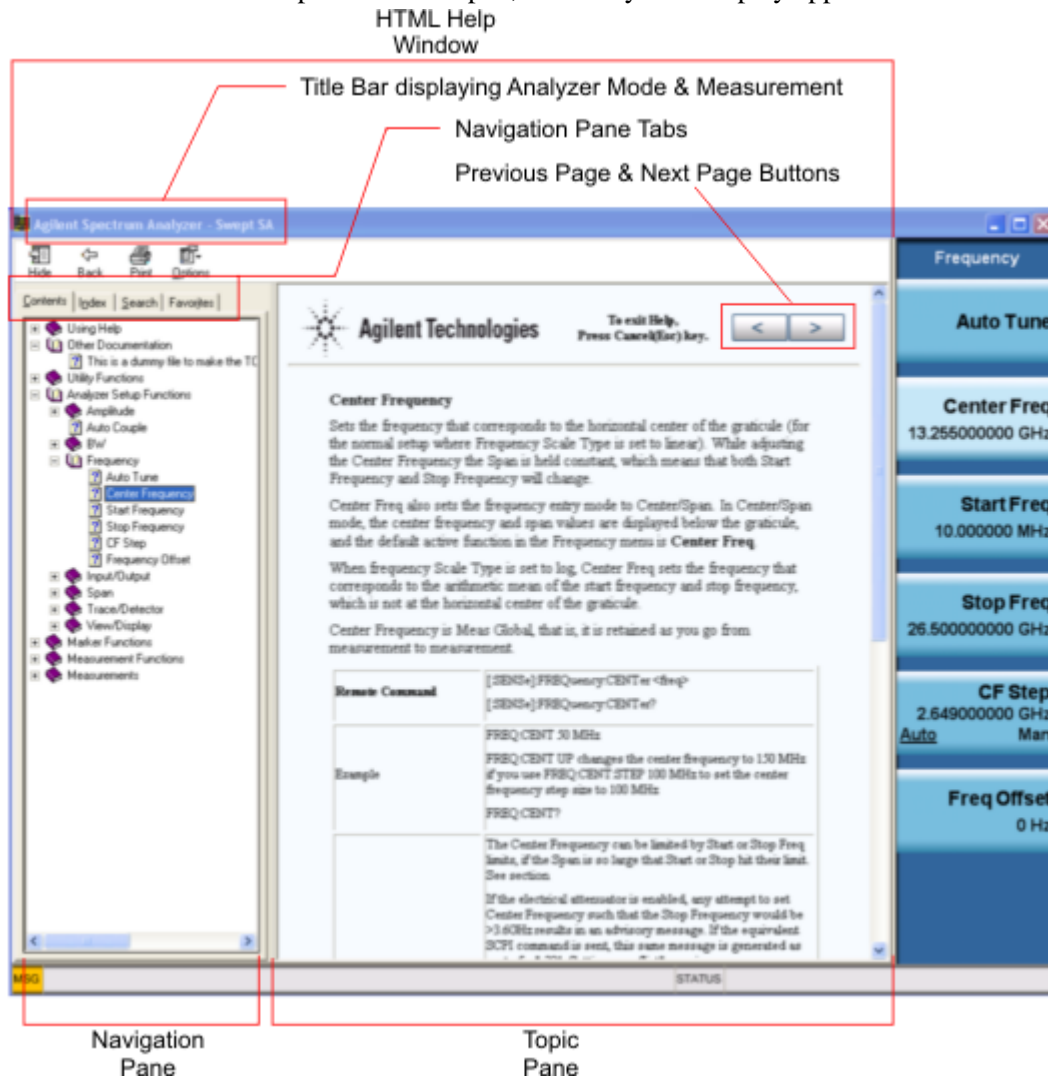 HTML Help
Window
Title Bar displaying Analyzer Mode & Measurement
Navigation Pane Tabs
Previous Page & Next Page Buttons
Agilent Spectrum Analyzer - Swept SA
Hide Back Print Options
Contents Index Search Favorites
Using Help
Other Documentation
This is a dummy file to make the TO
Utility Functions
Analyzer Setup Functions
Amplitude
Auto Couple
BW
Frequency
Auto Tune
Center Frequency
Start Frequency
Stop Frequency
CF Step
Frequency Offset
Input/Output
Span
Trace/Detector
View/Display
Marker Functions
Measurement Functions
Measurements
Agilent Technologies
To exit Help,
Press Cancel(Esc) key.
< >
Center Frequency
Sets the frequency that corresponds to the horizontal center of the graticule (for
the normal setup where Frequency Scale Type is set to linear). While adjusting
the Center Frequency the Span is held constant, which means that both Start
Frequency and Stop Frequency will change.
Center Freq also sets the frequency entry mode to Center/Span. In Center/Span
mode, the center frequency and span values are displayed below the graticule,
and the default active function in the Frequency menu is Center Freq.
When frequency Scale Type is set to log, Center Freq sets the frequency that
corresponds to the arithmetic mean of the start frequency and stop frequency,
which is not at the horizontal center of the graticule.
Center Frequency is Meas Global, that is, it is retained as you go from
measurement to measurement.
Remote Command
[:SENSe]:FREQuency:CENTer <freq>
[:SENSe]:FREQuency:CENTer?
Example
FREQ:CENT 50 MHz
FREQ:CENT UP changes the center frequency to 150 MHz
if you use FREQ:CENT:STEP 100 MHz to set the center
frequency step size to 100 MHz
FREQ:CENT?
The Center Frequency can be limited by Start or Stop Freq
limits, if the Span is so large that Start or Stop hit their limit.
See section
If the electrical attenuator is enabled, any attempt to set
Center Frequency such that the Stop Frequency would be
>3.6GHz results in an advisory message. If the equivalent
SCPI command is sent, this same message is generated as
Frequency
Auto Tune
Center Freq
13.255000000 GHz
Start Freq
10.000000 MHz
Stop Freq
26.500000000 GHz
CF Step
2.649000000 GHz
Auto Man
Freq Offset
0 Hz
MSG STATUS
Navigation
Pane
Topic
Pane